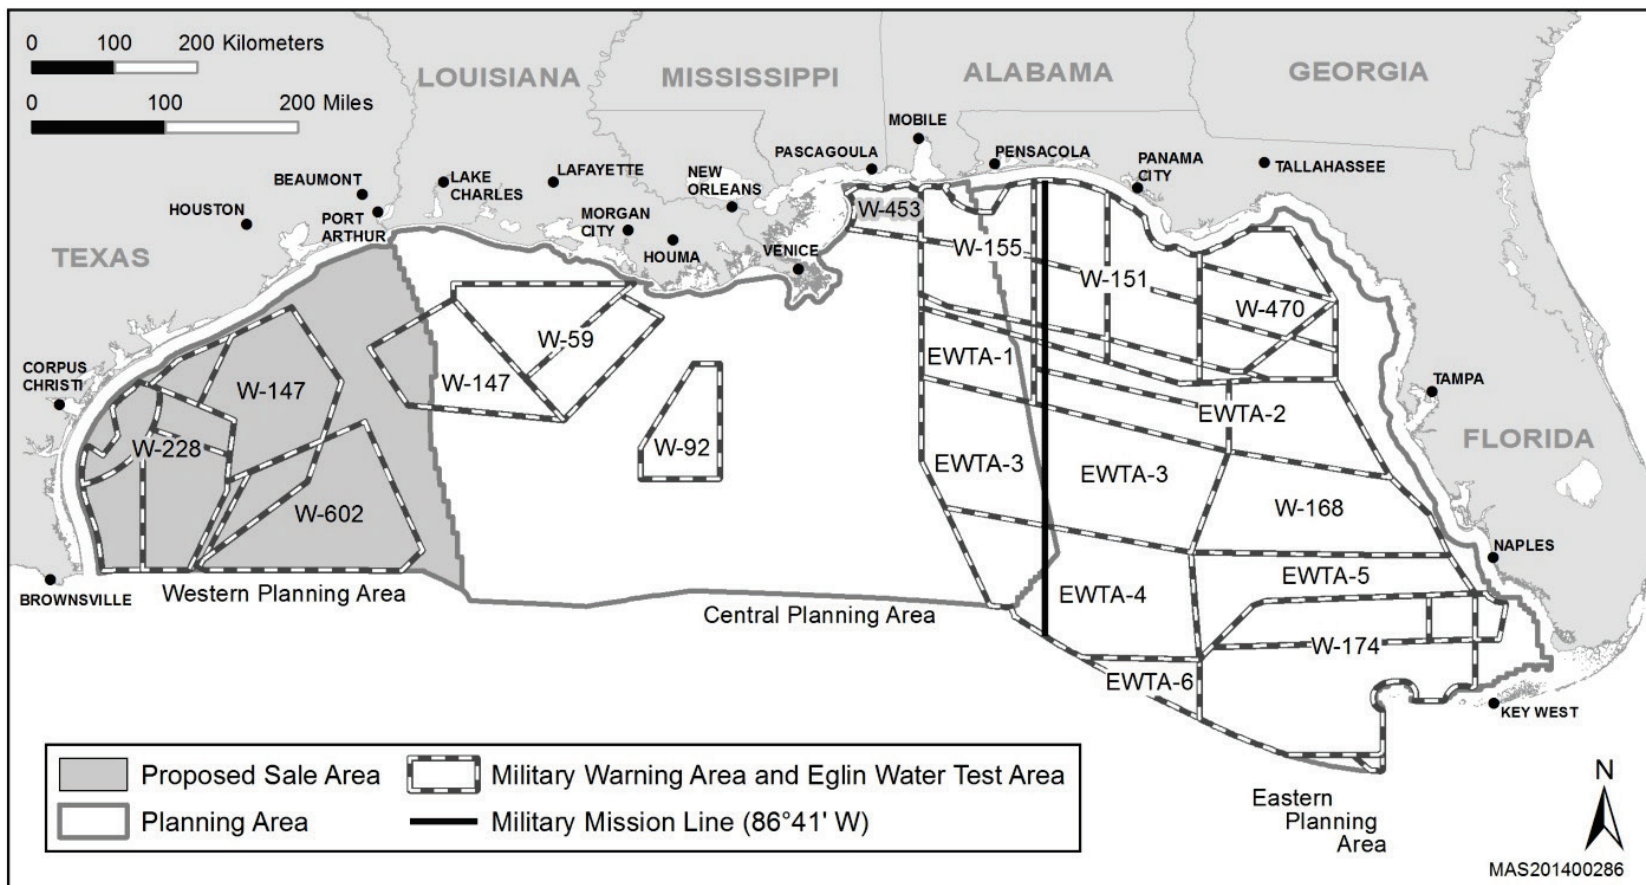 0 100 200 Kilometers
0 100 200 Miles
LOUISIANA
MISSISSIPPI
ALABAMA
GEORGIA
TEXAS
FLORIDA
MOBILE
PASCAGOULA
PENSACOLA
PANAMA
CITY
TALLAHASSEE
BEAUMONT
LAKE
CHARLES
LAFAYETTE
NEW
ORLEANS
HOUSTON
PORT
ARTHUR
MORGAN
CITY
HOUMA
VENICE
CORPUS
CHRISTI
BROWNSVILLE
TAMPA
NAPLES
KEY WEST
W-453
W-155
W-151
W-470
W-59
W-147
W-147
EWTA-1
EWTA-2
W-228
W-92
EWTA-3
EWTA-3
W-602
W-168
EWTA-5
EWTA-4
W-174
EWTA-6
Western Planning Area
Central Planning Area
Eastern
Planning
Area
Proposed Sale Area
Military Warning Area and Eglin Water Test Area
Planning Area
Military Mission Line (86°41' W)
N
MAS201400286